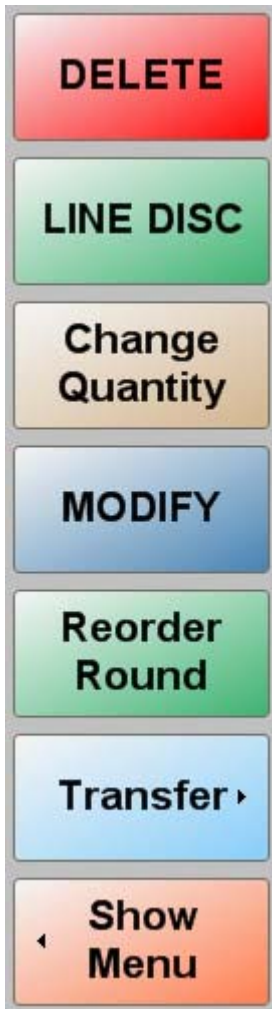 DELETE
LINE DISC
Change
Quantity
MODIFY
Reorder
Round
Transfer
Show
Menu